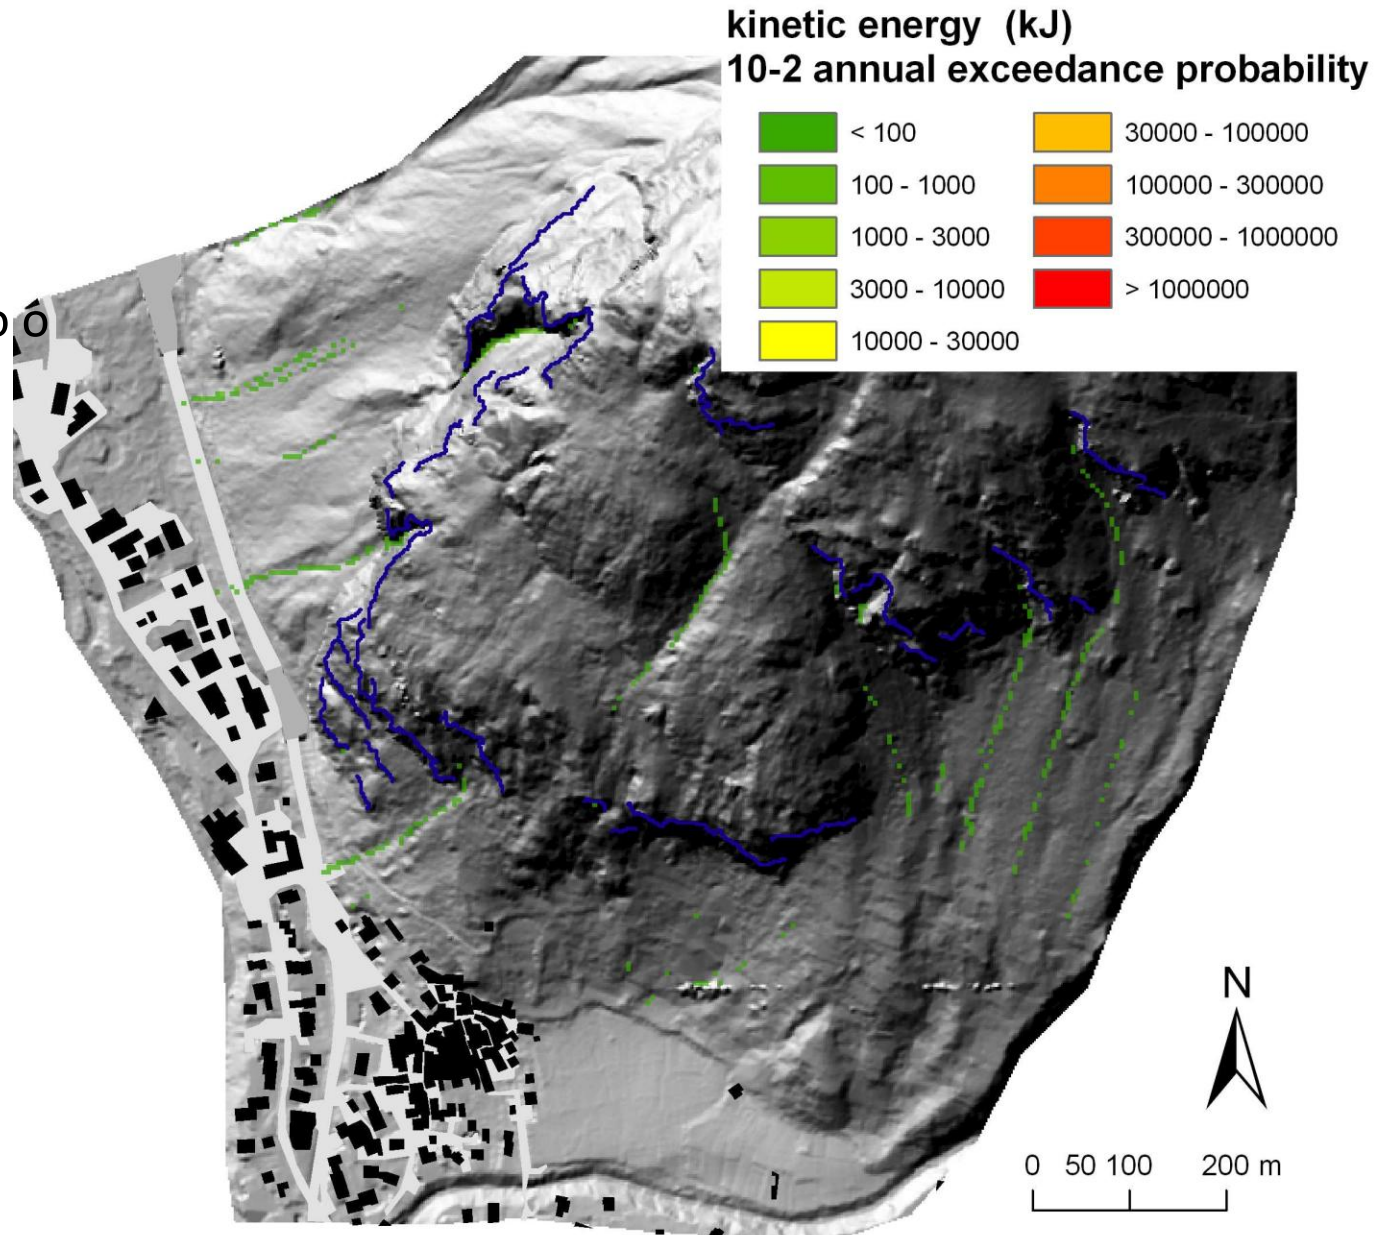 kinetic energy (kJ)
10-2 annual exceedance probability
< 100
100 - 1000
1000 - 3000
3000 - 10000
10000 - 30000
30000 - 100000
100000 - 300000
300000 - 1000000
> 1000000
o
N
0 50 100 200 m